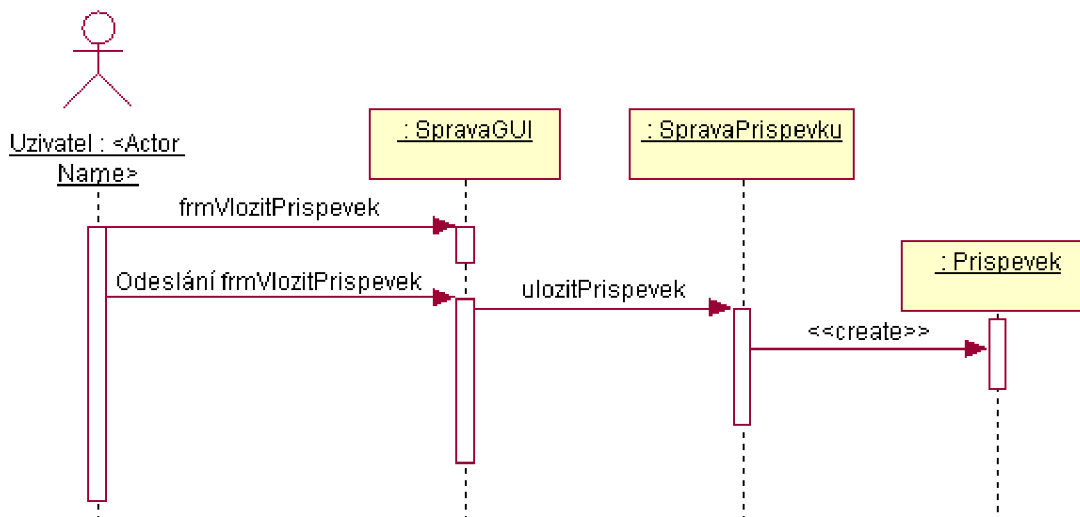 : SpravaGUI
: SpravaPrispevku
Uzivatel : <Actor
Name>
frmVlozitPrispevek
: Prispevek
Odeslání frmVlozitPrispevek
ulozitPrispevek
<<create>>